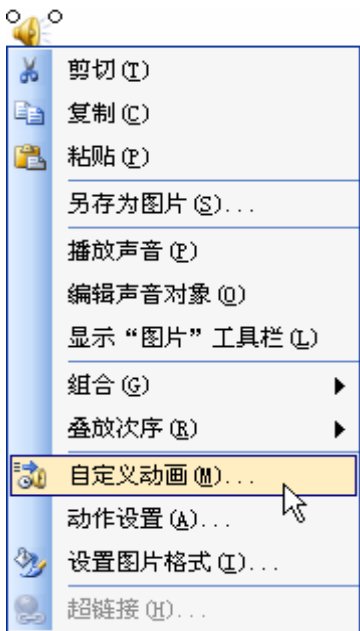 剪切(T)
复制(C)
粘贴(P)
另存为图片(S)...
播放声音(P)
编辑声音对象(O)
显示“图片”工具栏(L)
组合(G)
叠放次序(R)
自定义动画(M)...
动作设置(A)...
设置图片格式(I)...
超链接(H)...